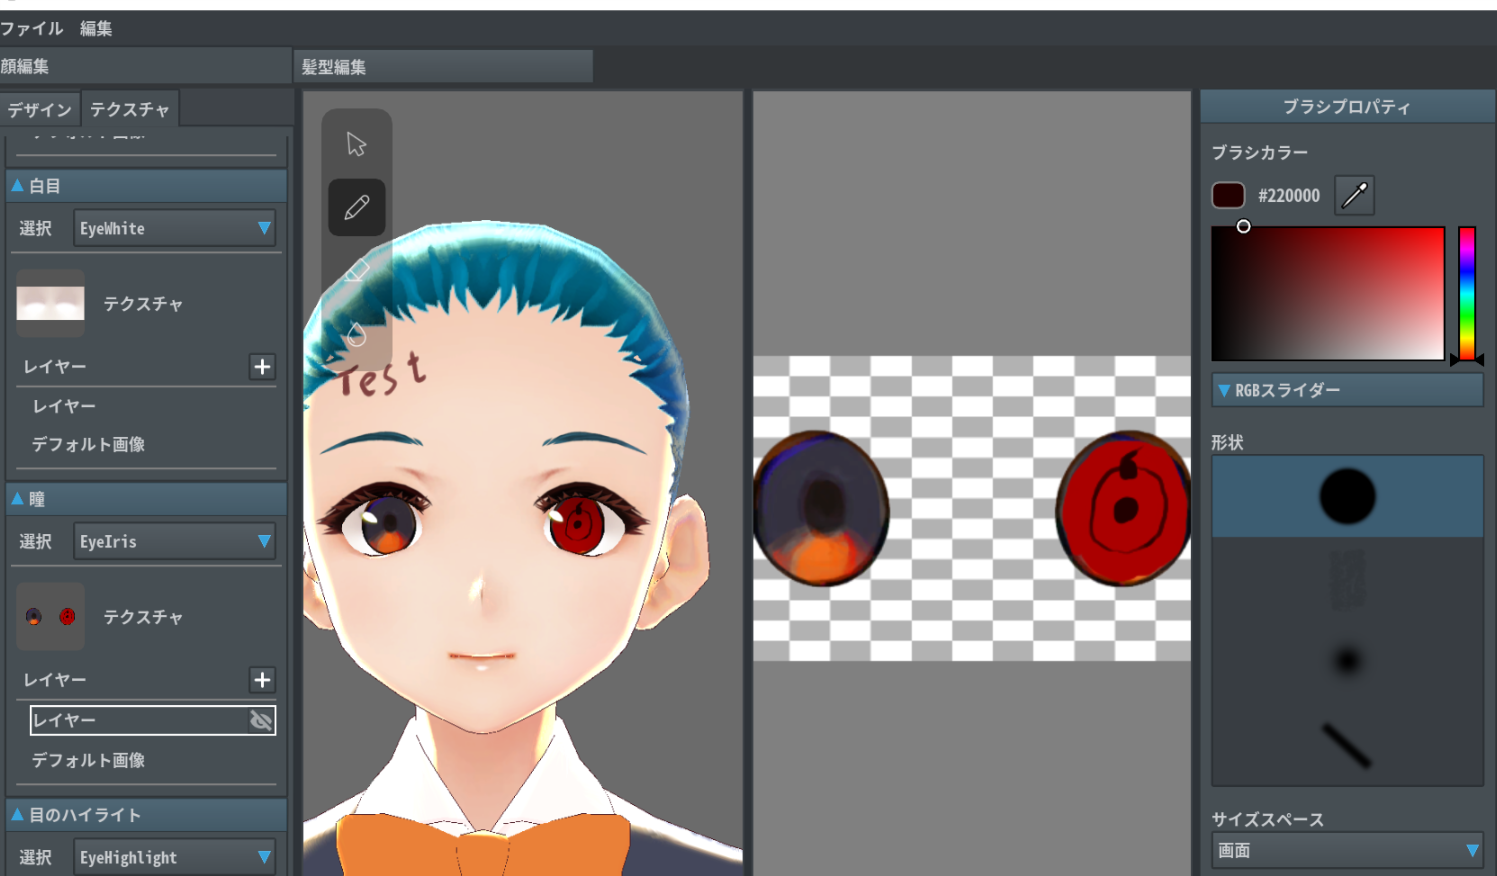 ファイル 編集
顔編集
髪型編集
デザイン テクスチャ
白目
選択 EyeWhite
テクスチャ
レイヤー
レイヤー
デフォルト画像
瞳
選択 EyeIris
テクスチャ
レイヤー
レイヤー
デフォルト画像
目のハイライト
選択 EyeHighlight
Test
ブラシプロパティ
ブラシカラー
#220000
RGBスライダー
形状
サイズスペース
画面